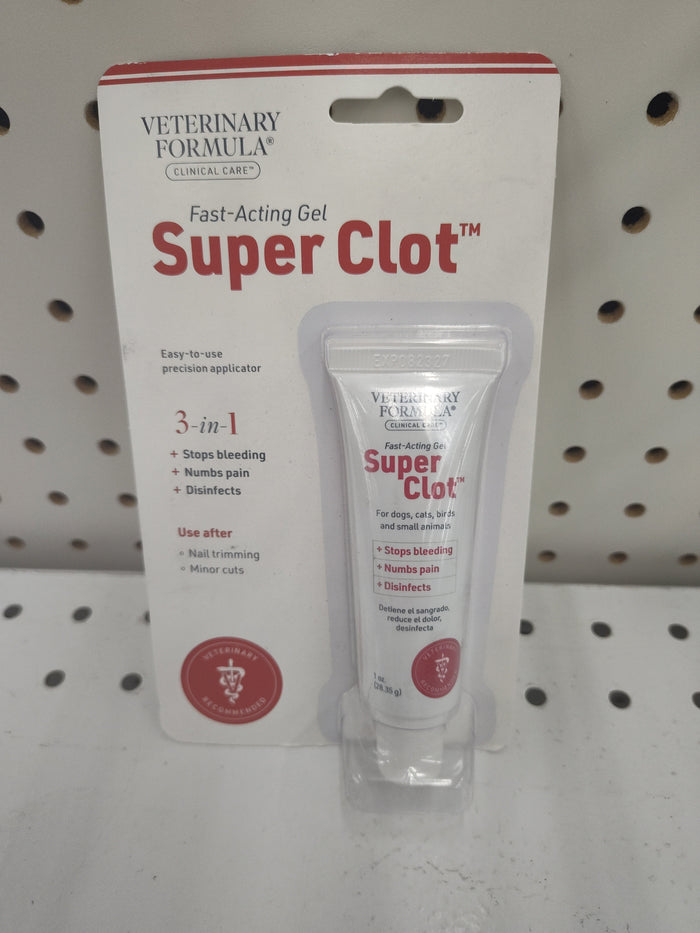 VETERINARY
FORMULA®
CLINICAL CARE™
Fast-Acting Gel
Super Clot™
Easy-to-use
precision applicator
3-in-1
+ Stops bleeding
+ Numbs pain
+ Disinfects
Use after
Nail trimming
Minor cuts
VETERINARY
RECOMMENDED
EXP082327
VETERINARY
FORMULA®
CLINICAL CARE™
Fast-Acting Gel
Super
Clot™
For dogs, cats, birds
and small animals
+ Stops bleeding
+ Numbs pain
+ Disinfects
Detiene el sangrado,
reduce el dolor,
desinfecta
1 oz.
(28.35 g)
VETERINARY
RECOMMENDED